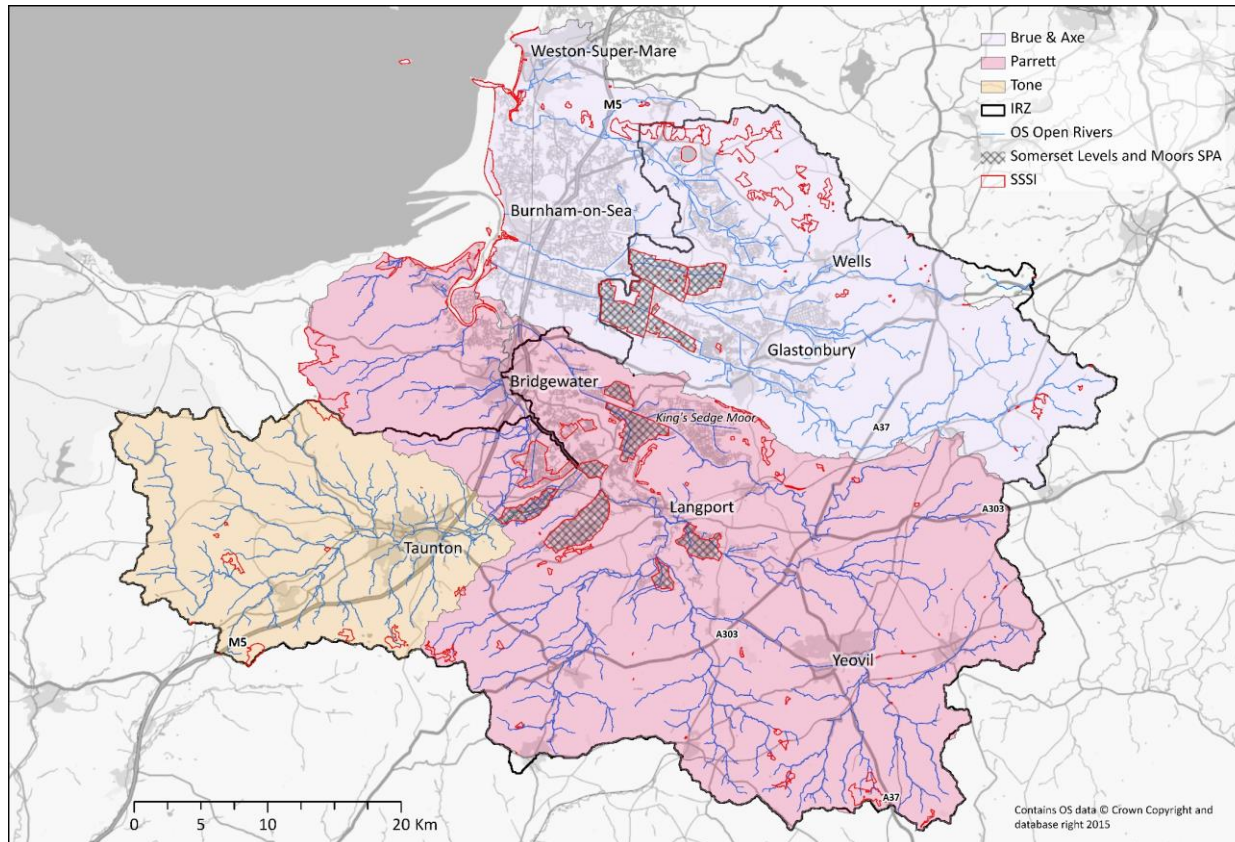 Weston-Super-Mare
M5
Burnham-on-Sea
Wells
Glastonbury
Bridgewater
King's Sedge Moor
A37
Langport
A303
Taunton
A303
M5
Yeovil
A37
Brue & Axe
Parrett
Tone
IRZ
OS Open Rivers
Somerset Levels and Moors SPA
SSSI
0 5 10 20 Km
Contains OS data © Crown Copyright and
database right 2015